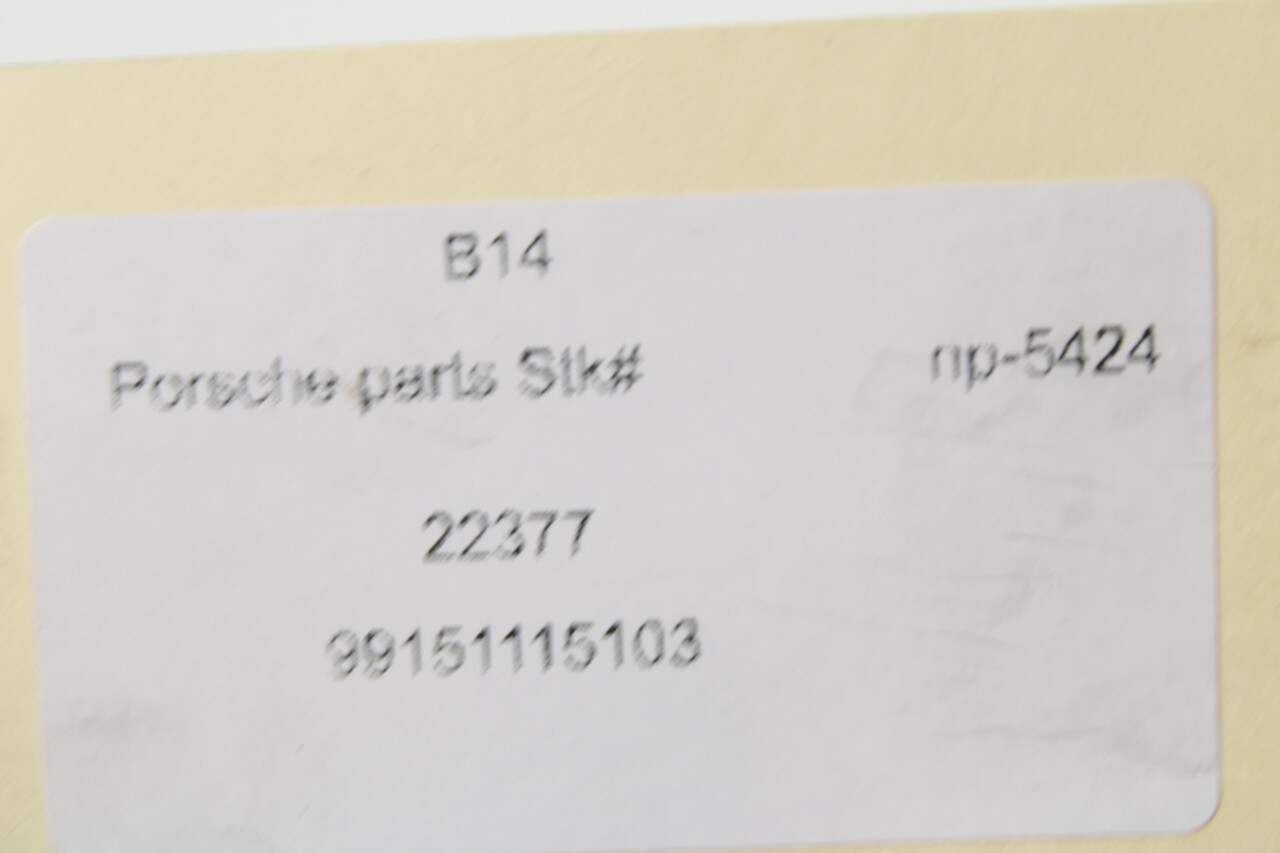 B14
Porsche parts Stk# np-5424
22377
99151115103